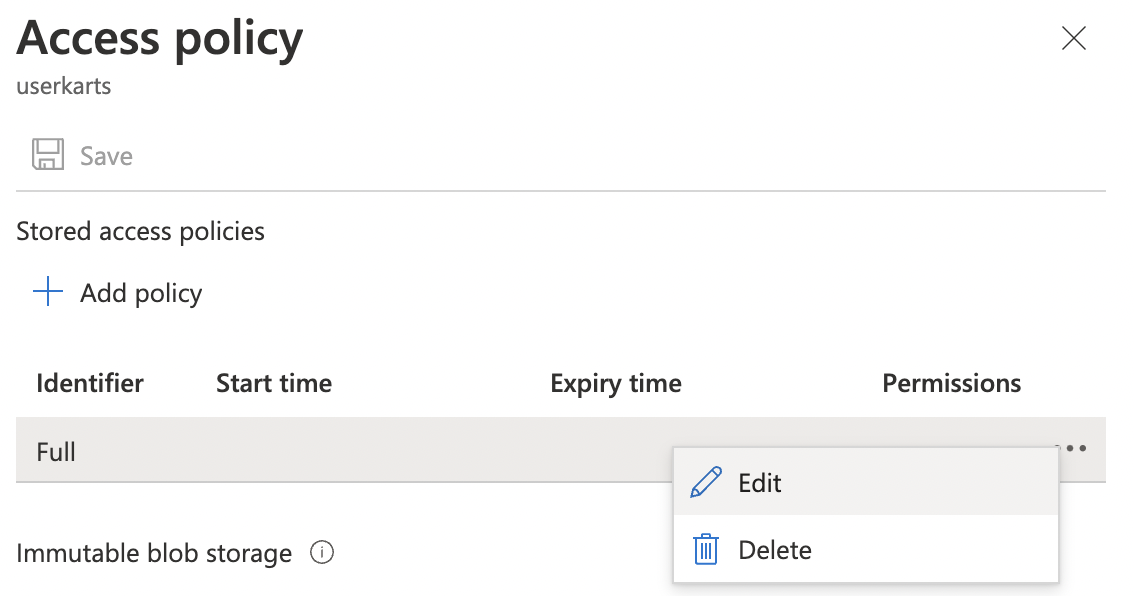 Access policy
userkarts
Save
Stored access policies
Add policy
Identifier Start time Expiry time Permissions
Full
Edit
Delete
Immutable blob storage